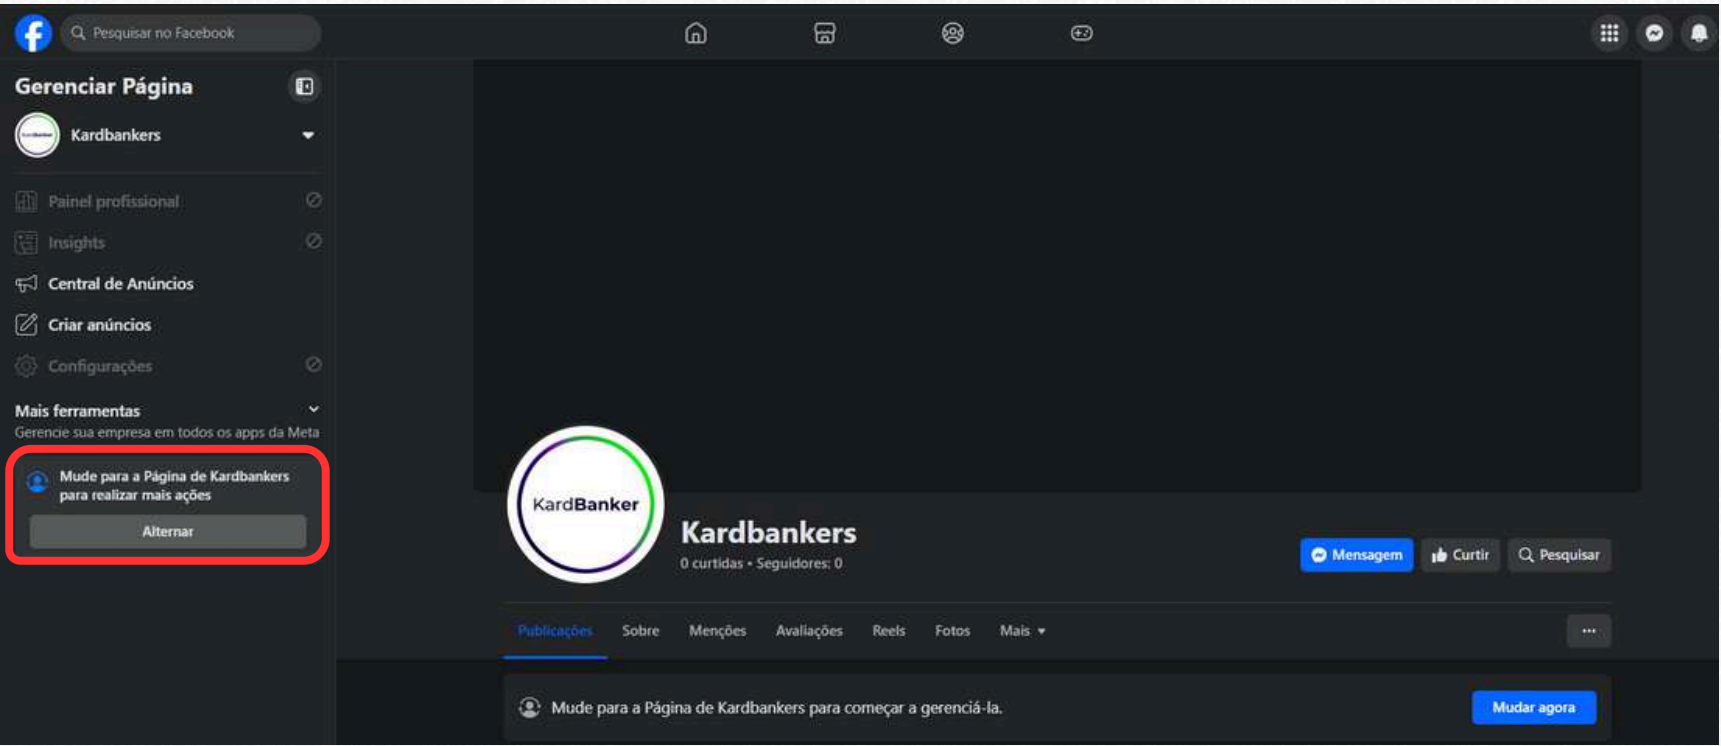 Pesquisar no Facebook
Gerenciar Página
Kardbankers
Painel profissional
Insights
Central de Anúncios
Criar anúncios
Configurações
Mais ferramentas
Gerencie sua empresa em todos os apps da Meta
Mude para a Página de Kardbankers
para realizar mais ações
Alternar
KardBanker
Kardbankers
0 curtidas • Seguidores: 0
Mensagem
Curtir
Pesquisar
Publicações Sobre Menções Avaliações Reels Fotos Mais
Mude para a Página de Kardbankers para começar a gerenciá-la.
Mudar agora